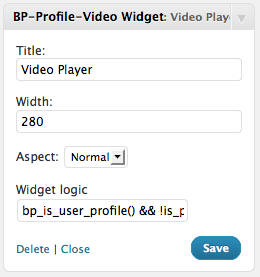 BP-Profile-Video Widget: Video Play
Title:
Video Player
Width:
280
Aspect: Normal
Widget logic
bp_is_user_profile() && !is_p
Delete | Close
Save